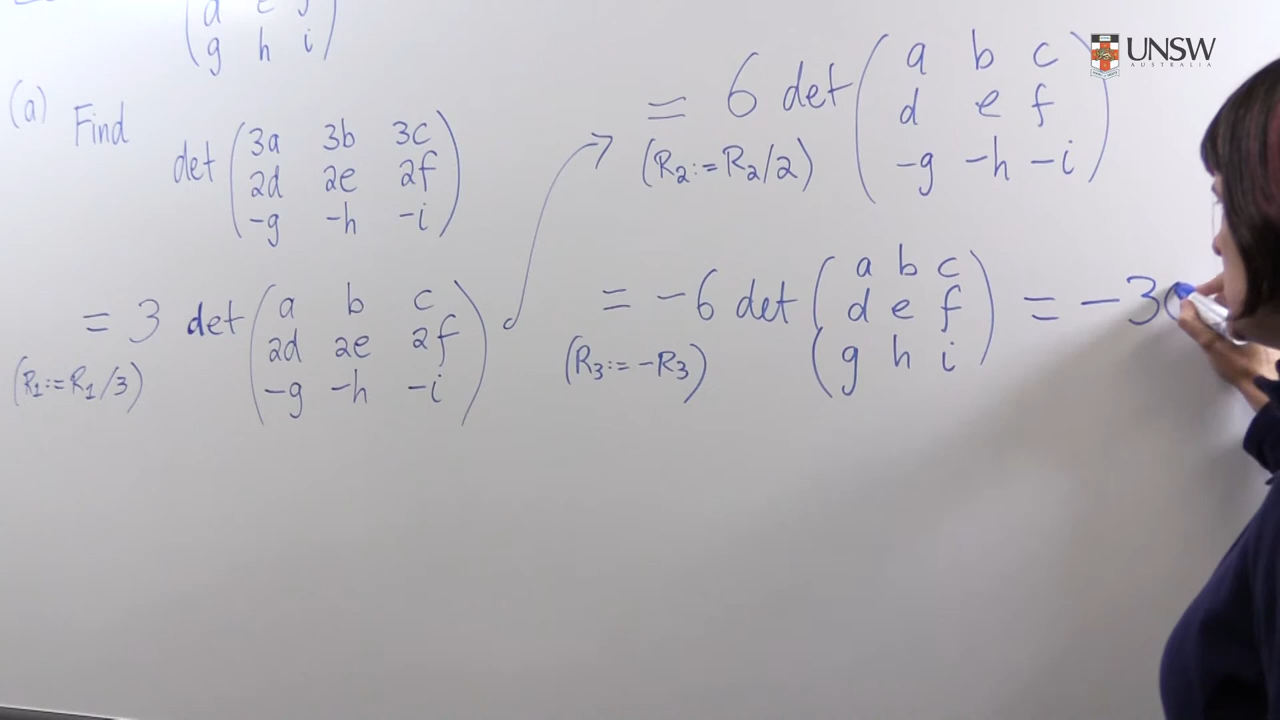 g h i
(a) Find
det ( 3a 3b 3c
2d 2e 2f
-g -h -i )
= 3 det ( a b c
2d 2e 2f
-g -h -i )
(R₁:=R₁/3)
= 6 det ( a b c
d e f
-g -h -i )
(R₂:=R₂/2)
= -6 det ( a b c
d e f
g h i ) = -30
(R₃:=-R₃)
UNSW
AUSTRALIA